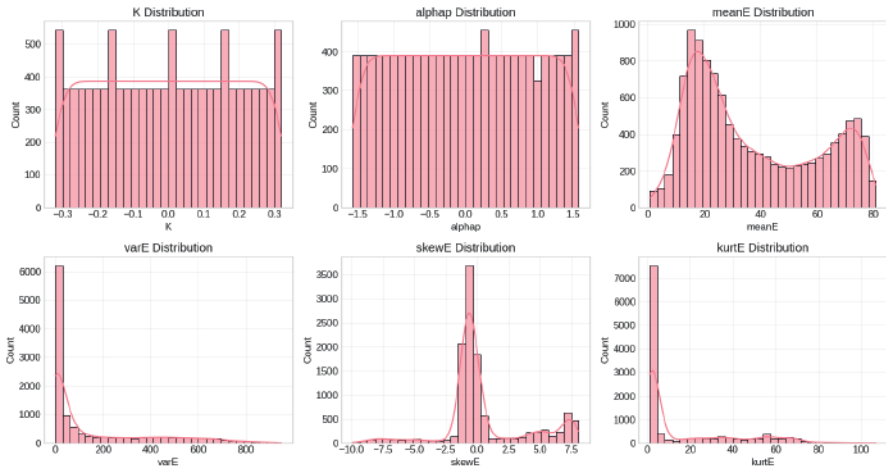 K Distribution
500
400
300
200
100
0
Count
−0.3 −0.2 −0.1 0.0 0.1 0.2 0.3
K
alphap Distribution
400
300
200
100
0
Count
−1.5 −1.0 −0.5 0.0 0.5 1.0 1.5
alphap
meanE Distribution
1000
800
600
400
200
0
Count
0 20 40 60 80
meanE
varE Distribution
6000
5000
4000
3000
2000
1000
0
Count
0 200 400 600 800
varE
skewE Distribution
3500
3000
2500
2000
1500
1000
500
0
Count
−10.0 −7.5 −5.0 −2.5 0.0 2.5 5.0 7.5
skewE
kurtE Distribution
7000
6000
5000
4000
3000
2000
1000
0
Count
0 20 40 60 80 100
kurtE